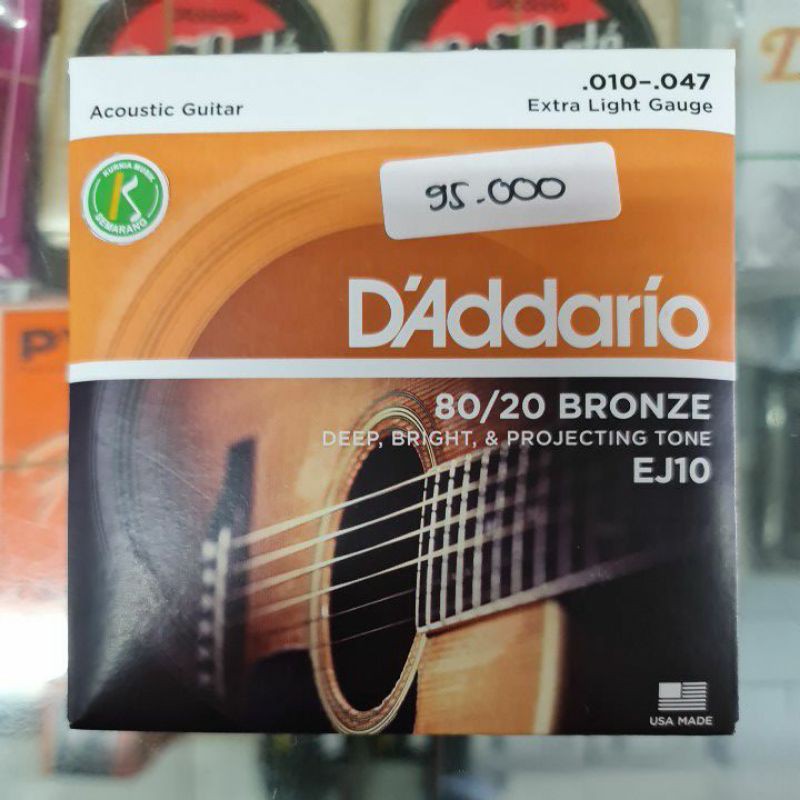 .010–.047
Acoustic Guitar
Extra Light Gauge
KURNIA MUSIC
K
SEMARANG
95.000
D'Addario
80/20 BRONZE
DEEP, BRIGHT, & PROJECTING TONE
EJ10
USA MADE